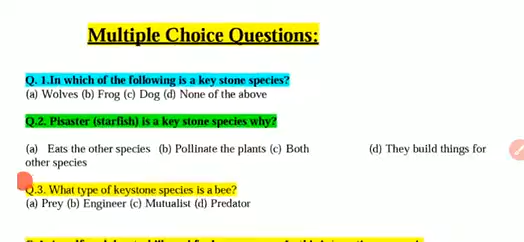 Multiple Choice Questions:
Q. 1.In which of the following is a key stone species?
(a) Wolves (b) Frog (c) Dog (d) None of the above
Q.2. Pisaster (starfish) is a key stone species why?
(a) Eats the other species (b) Pollinate the plants (c) Both (d) They build things for
other species
Q.3. What type of keystone species is a bee?
(a) Prey (b) Engineer (c) Mutualist (d) Predator